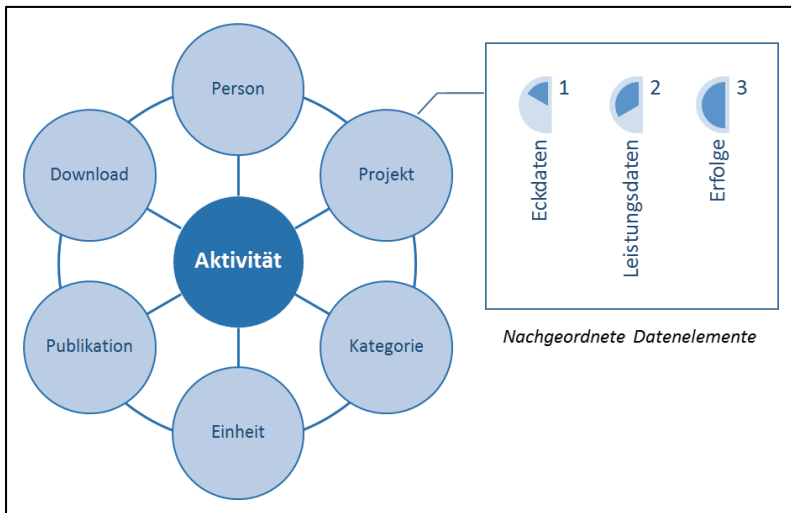 Person
Download
Projekt
Aktivität
Publikation
Kategorie
Einheit
1
2
3
Eckdaten
Leistungsdaten
Erfolge
Nachgeordnete Datenelemente